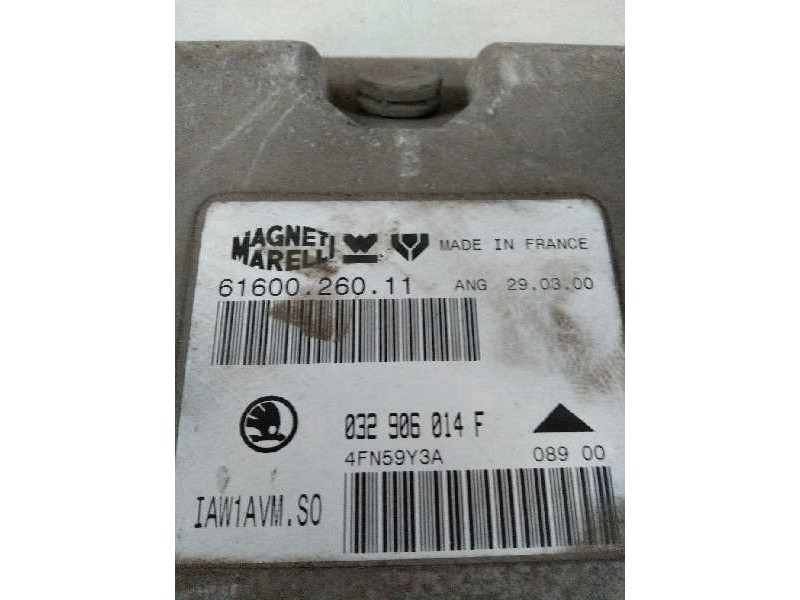 MAGNETI
MARELLI
MADE IN FRANCE
61600.260.11 ANG 29.03.00
032 906 014 F
4FN59Y3A 089 00
IAW1AVM.S0